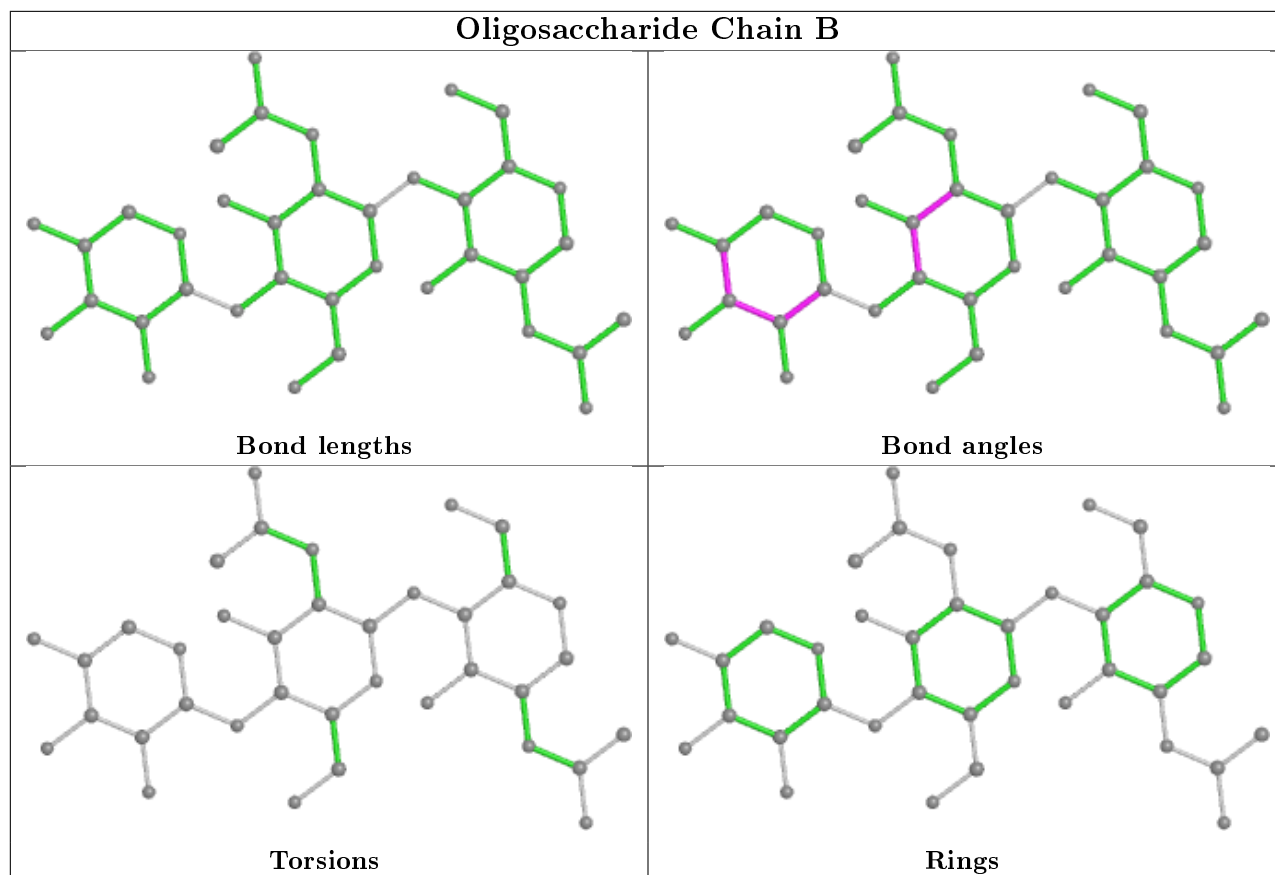 Oligosaccharide Chain B
Bond lengths
Bond angles
Torsions
Rings